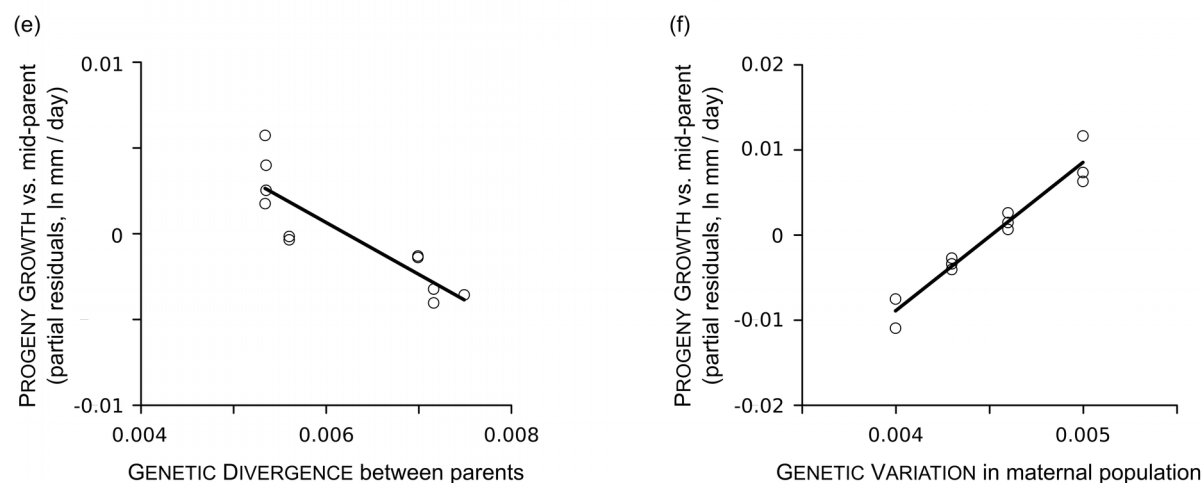 (e)
PROGENY GROWTH vs. mid-parent
(partial residuals, ln mm / day)
0.01
0
-0.01
0.004
0.006
0.008
GENETIC DIVERGENCE between parents
(f)
PROGENY GROWTH vs. mid-parent
(partial residuals, ln mm / day)
0.02
0.01
0
-0.01
-0.02
0.004
0.005
GENETIC VARIATION in maternal population